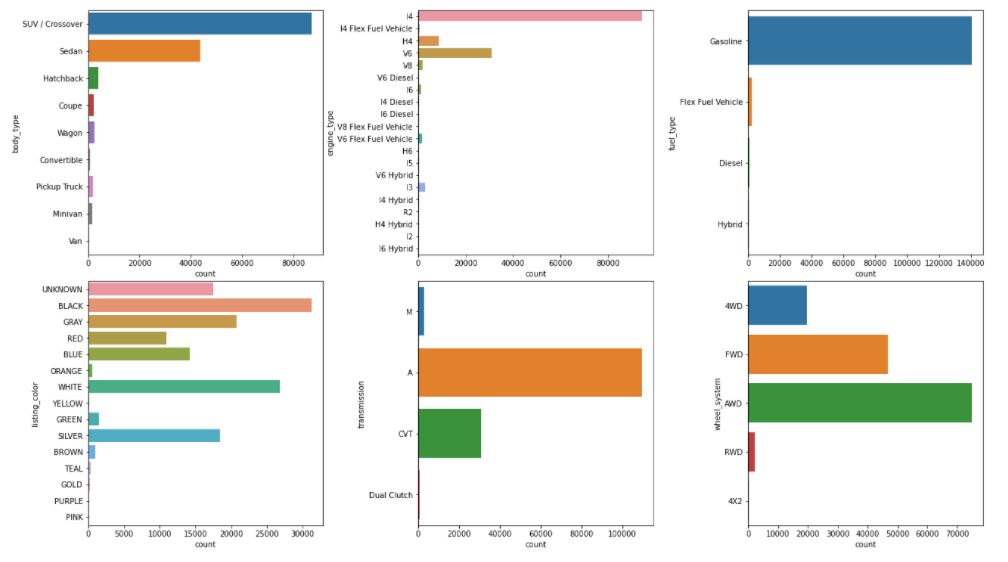 body_type
SUV / Crossover
Sedan
Hatchback
Coupe
Wagon
Convertible
Pickup Truck
Minivan
Van
0 20000 40000 60000 80000
count
engine_type
I4
I4 Flex Fuel Vehicle
H4
V6
V8
V6 Diesel
I6
I4 Diesel
I6 Diesel
V8 Flex Fuel Vehicle
V6 Flex Fuel Vehicle
H6
I5
V6 Hybrid
I3
I4 Hybrid
R2
H4 Hybrid
I2
I6 Hybrid
0 20000 40000 60000 80000
count
fuel_type
Gasoline
Flex Fuel Vehicle
Diesel
Hybrid
0 20000 40000 60000 80000 100000 120000 140000
count
listing_color
UNKNOWN
BLACK
GRAY
RED
BLUE
ORANGE
WHITE
YELLOW
GREEN
SILVER
BROWN
TEAL
GOLD
PURPLE
PINK
0 5000 10000 15000 20000 25000 30000
count
transmission
M
A
CVT
Dual Clutch
0 20000 40000 60000 80000 100000
count
wheel_system
4WD
FWD
AWD
RWD
4X2
0 10000 20000 30000 40000 50000 60000 70000
count